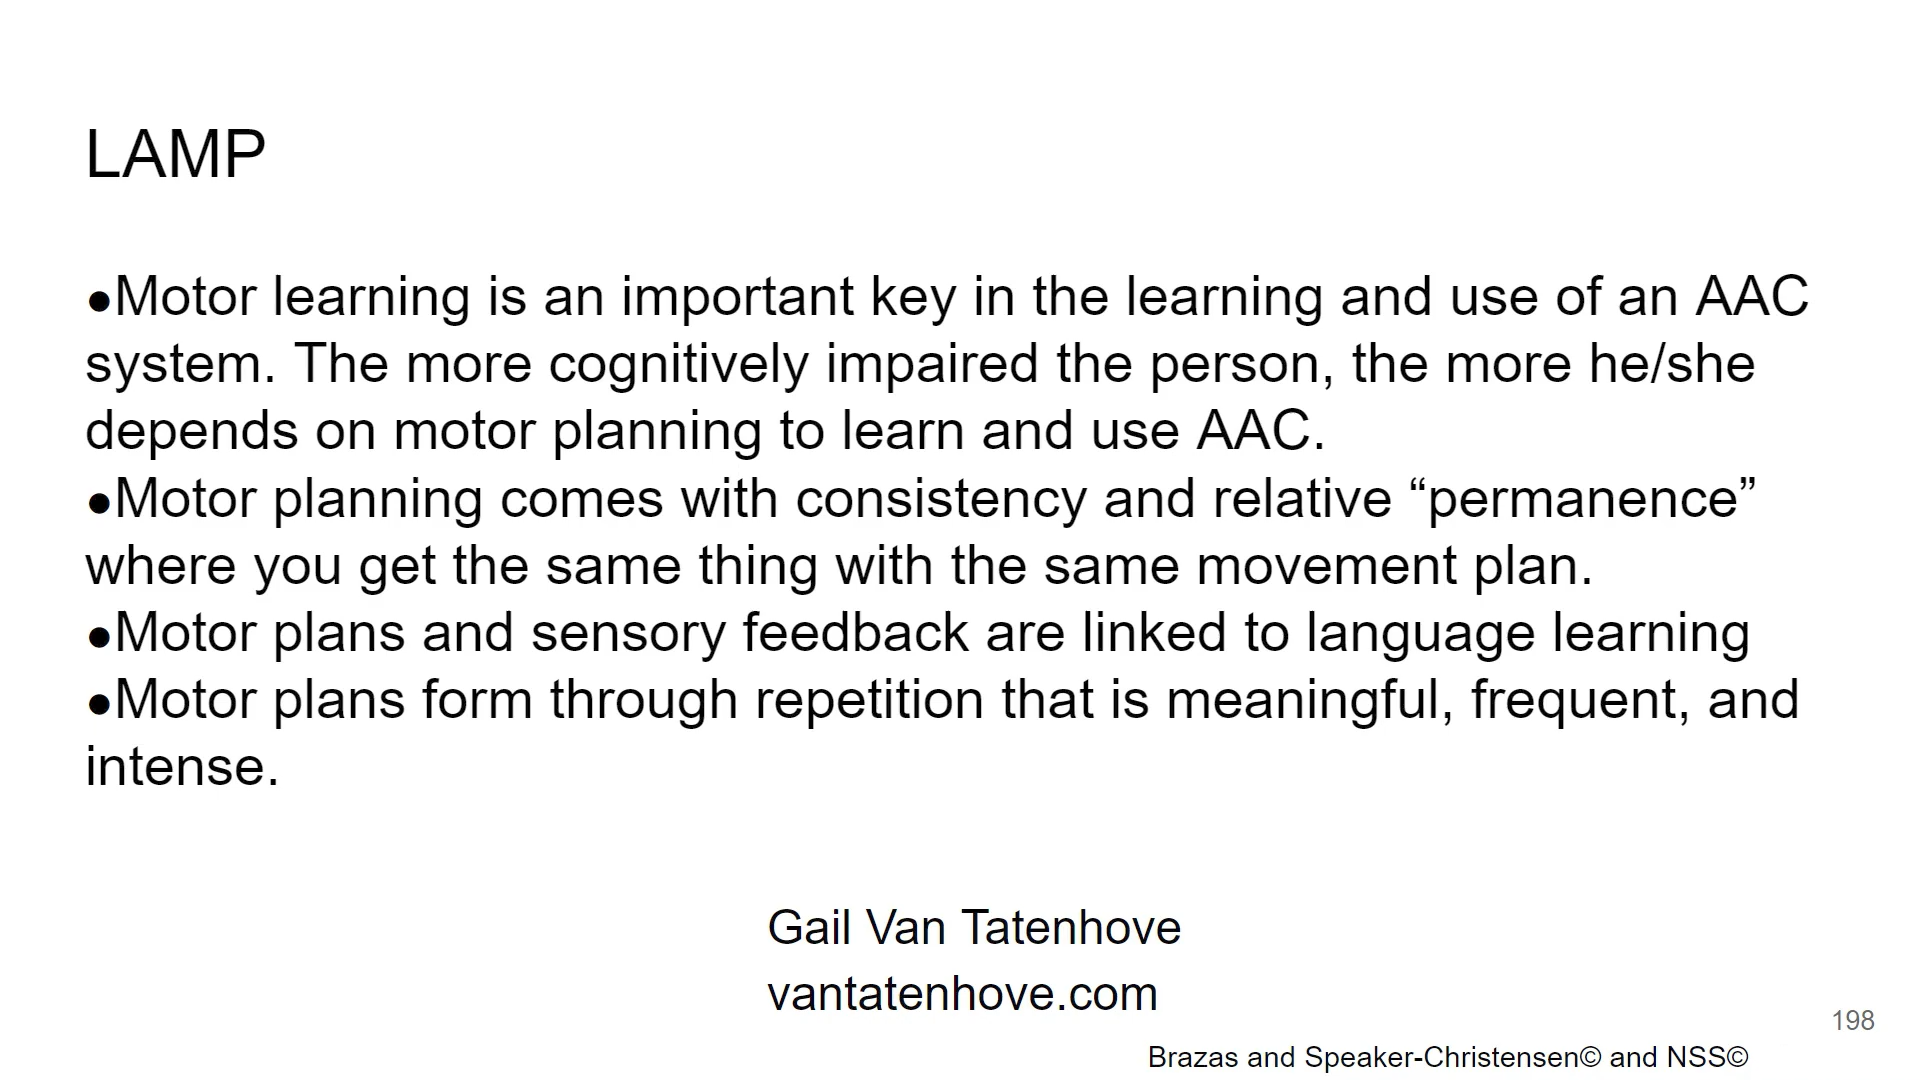 LAMP
●Motor learning is an important key in the learning and use of an AAC
system. The more cognitively impaired the person, the more he/she
depends on motor planning to learn and use AAC.
●Motor planning comes with consistency and relative “permanence”
where you get the same thing with the same movement plan.
●Motor plans and sensory feedback are linked to language learning
●Motor plans form through repetition that is meaningful, frequent, and
intense.
Gail Van Tatenhove
vantatenhove.com
198
Brazas and Speaker-Christensen© and NSS©